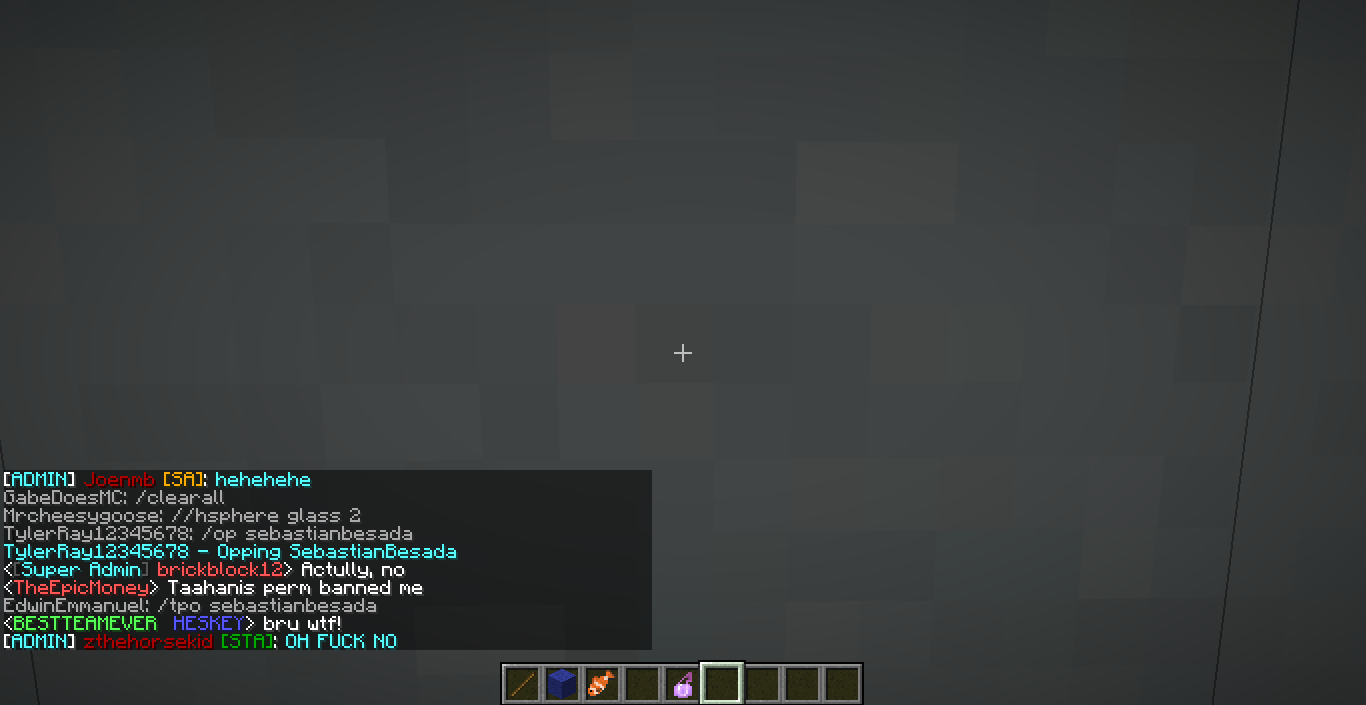 [ADMIN] Joenmb [SA]: hehehehe
GabeDoesMC: /clearall
Mrcheesygoose: //hsphere glass 2
TylerRay12345678: /op sebastianbesada
TylerRay12345678 - Opping SebastianBesada
<[Super Admin] brickblock12> Actully, no
<TheEpicMoney> Taahanis perm banned me
EdwinEmmanuel: /tpo sebastianbesada
<BESTTEAMEVER HESKEY> bru wtf!
[ADMIN] zthehorsekid [STA]: OH FUCK NO